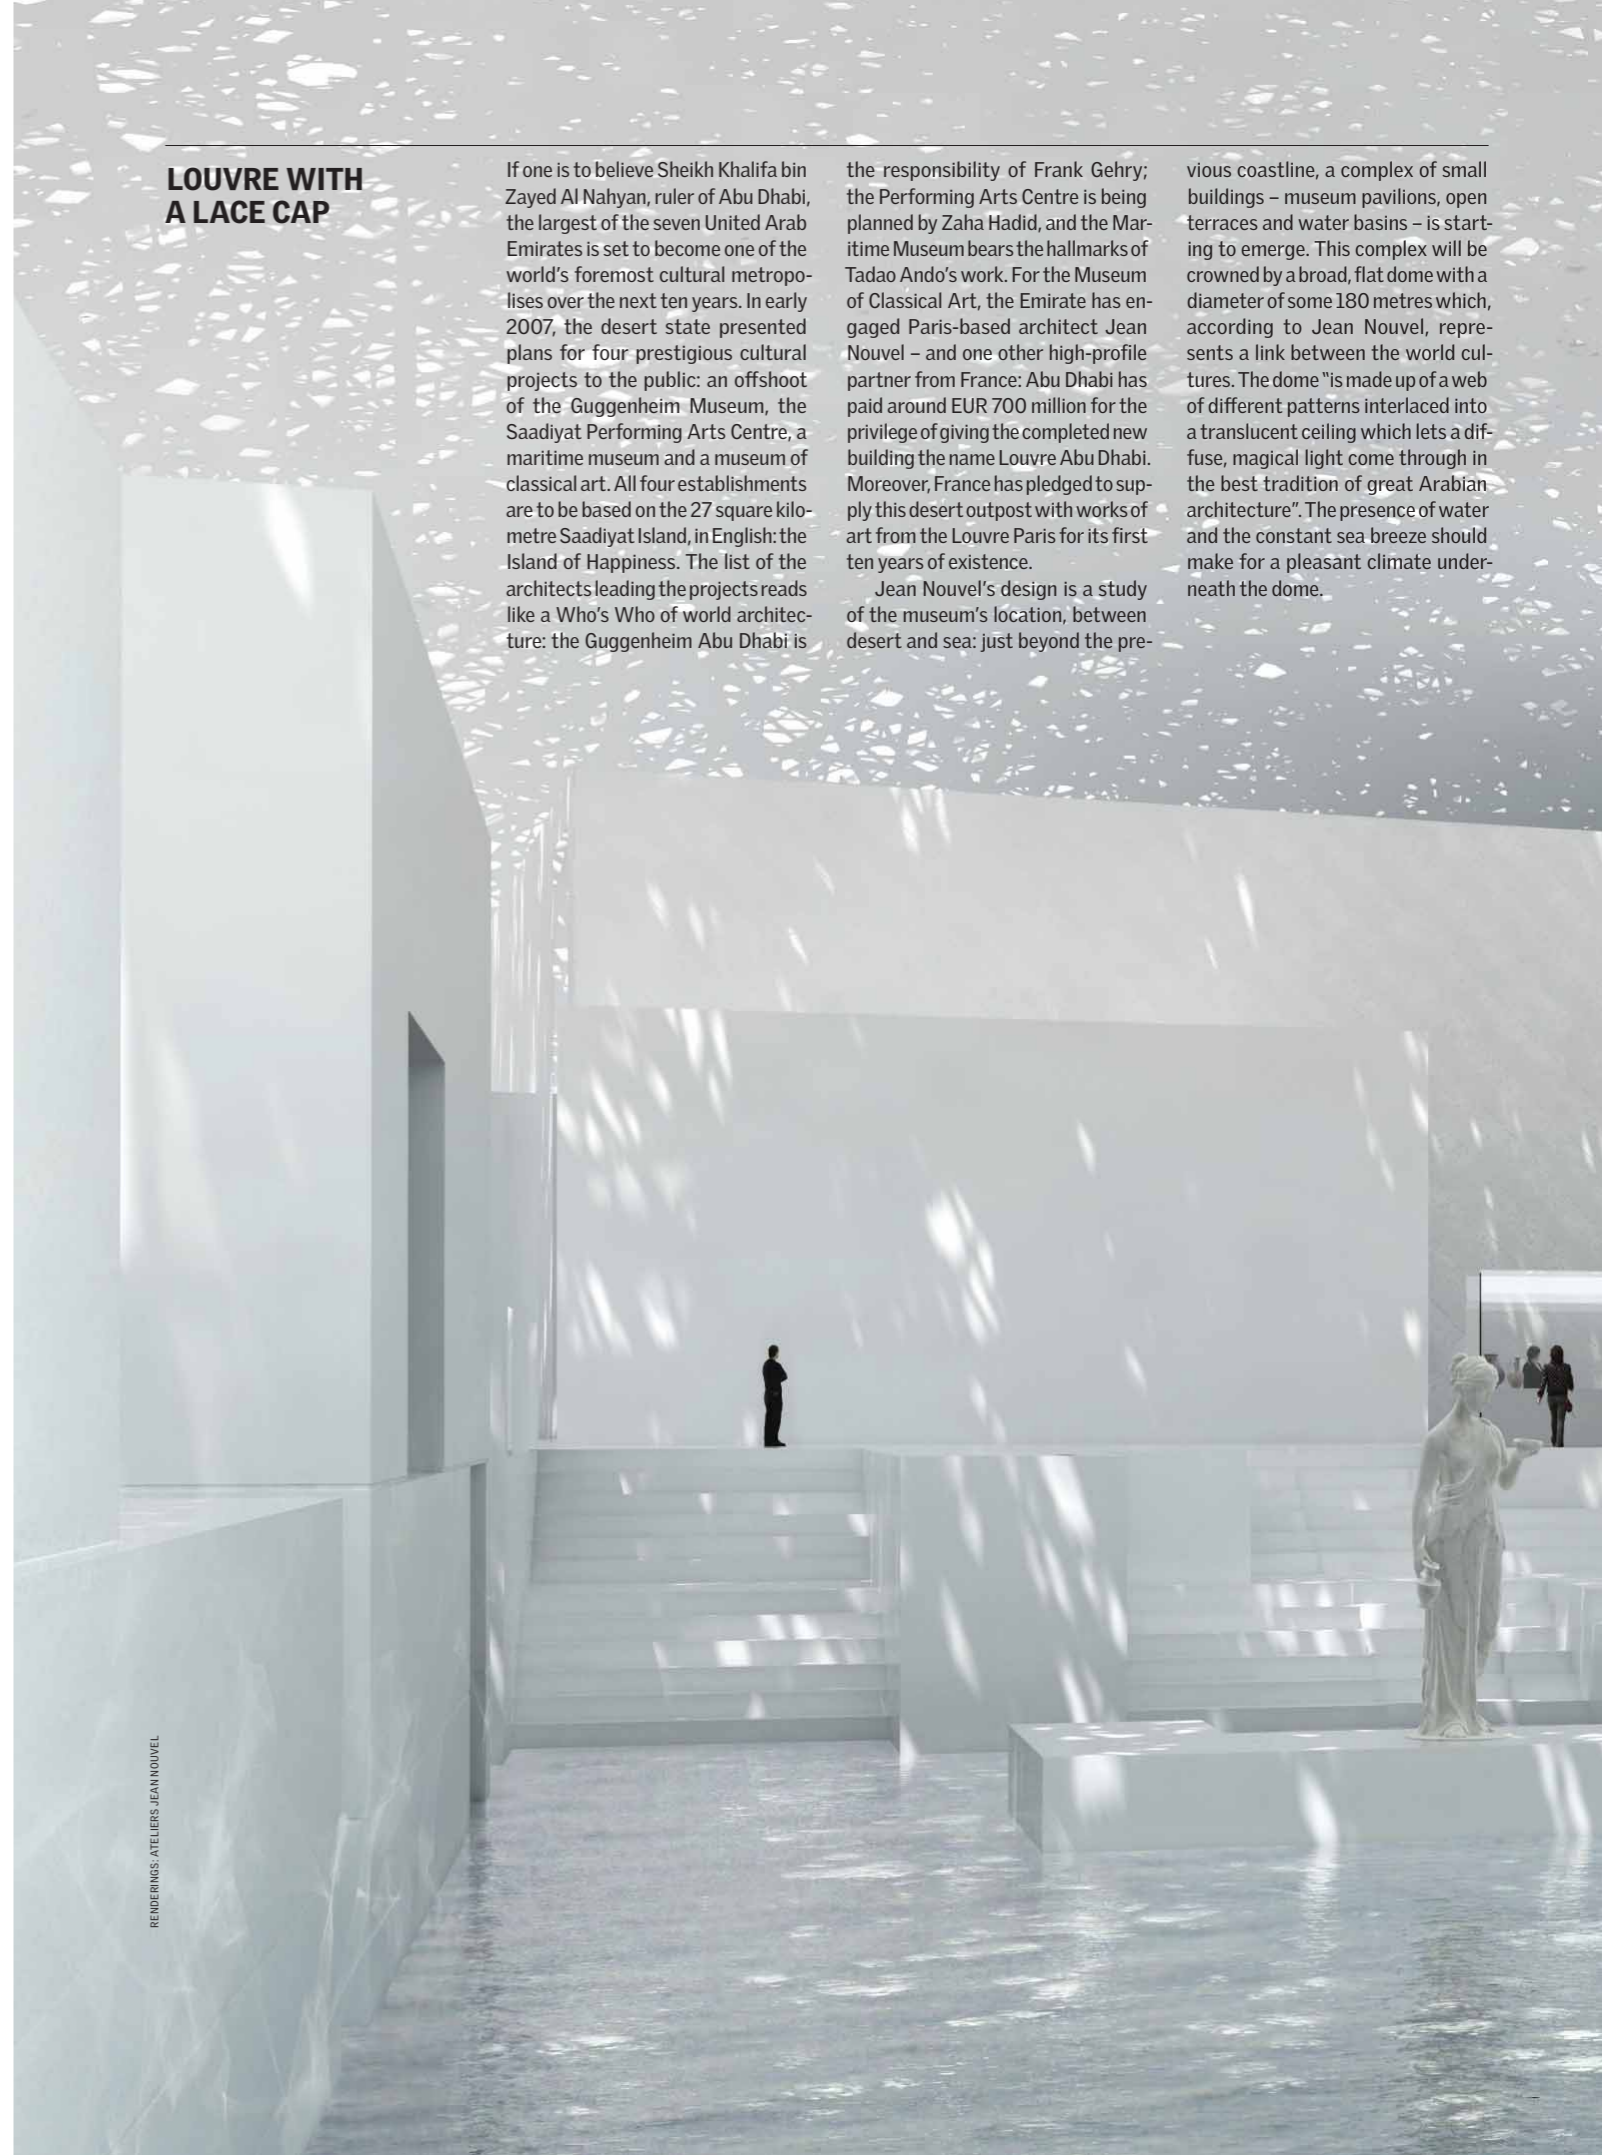 LOUVRE WITH
A LACE CAP
If one is to believe Sheikh Khalifa bin
Zayed Al Nahyan, ruler of Abu Dhabi,
the largest of the seven United Arab
Emirates is set to become one of the
world's foremost cultural metropo-
lises over the next ten years. In early
2007, the desert state presented
plans for four prestigious cultural
projects to the public: an offshoot
of the Guggenheim Museum, the
Saadiyat Performing Arts Centre, a
maritime museum and a museum of
classical art. All four establishments
are to be based on the 27 square kilo-
metre Saadiyat Island, in English: the
Island of Happiness. The list of the
architects leading the projects reads
like a Who's Who of world architec-
ture: the Guggenheim Abu Dhabi is
the responsibility of Frank Gehry;
the Performing Arts Centre is being
planned by Zaha Hadid, and the Mar-
itime Museum bears the hallmarks of
Tadao Ando's work. For the Museum
of Classical Art, the Emirate has en-
gaged Paris-based architect Jean
Nouvel – and one other high-profile
partner from France: Abu Dhabi has
paid around EUR 700 million for the
privilege of giving the completed new
building the name Louvre Abu Dhabi.
Moreover, France has pledged to sup-
ply this desert outpost with works of
art from the Louvre Paris for its first
ten years of existence.
Jean Nouvel's design is a study
of the museum's location, between
desert and sea: just beyond the pre-
vious coastline, a complex of small
buildings – museum pavilions, open
terraces and water basins – is start-
ing to emerge. This complex will be
crowned by a broad, flat dome with a
diameter of some 180 metres which,
according to Jean Nouvel, repre-
sents a link between the world cul-
tures. The dome "is made up of a web
of different patterns interlaced into
a translucent ceiling which lets a dif-
fuse, magical light come through in
the best tradition of great Arabian
architecture". The presence of water
and the constant sea breeze should
make for a pleasant climate under-
neath the dome.
RENDERINGS: ATELIERS JEAN NOUVEL